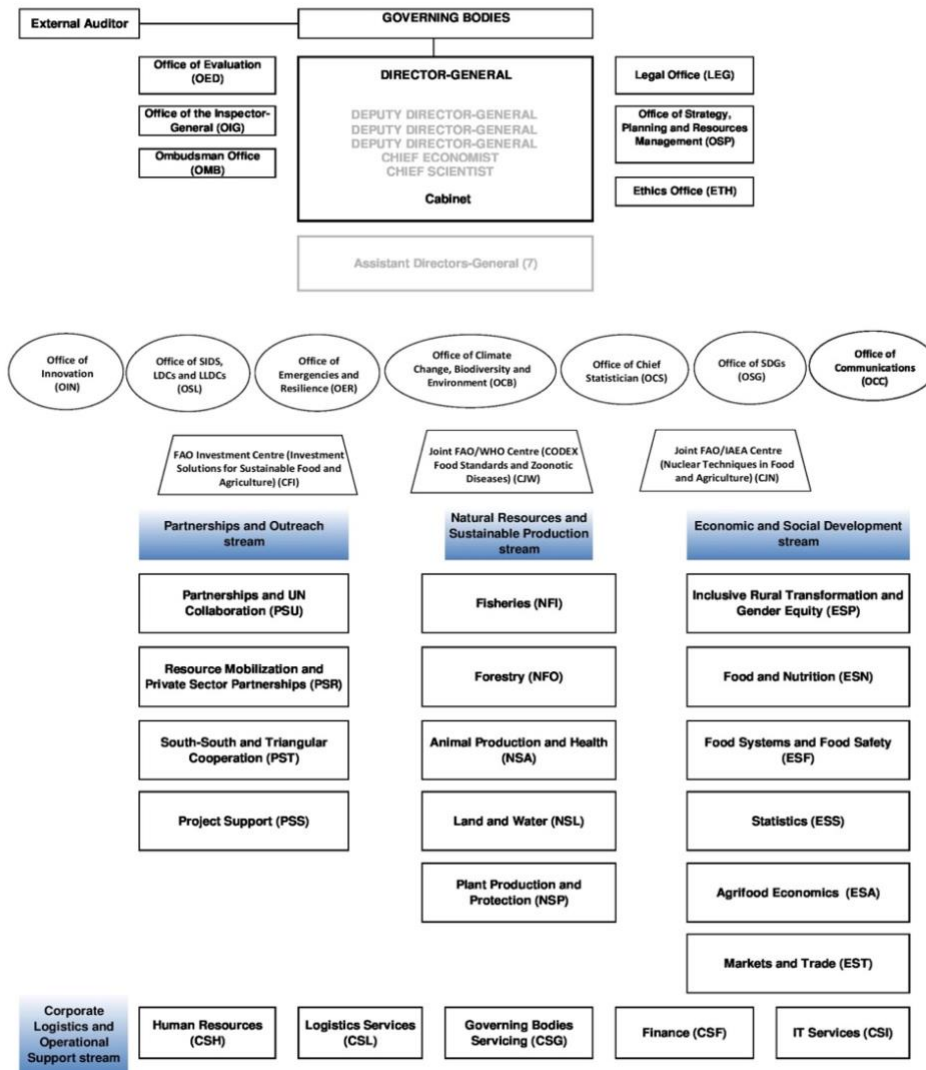 External Auditor
GOVERNING BODIES
Office of Evaluation
(OED)
Office of the Inspector-
General (OIG)
Ombudsman Office
(OMB)
DIRECTOR-GENERAL
DEPUTY DIRECTOR-GENERAL
DEPUTY DIRECTOR-GENERAL
DEPUTY DIRECTOR-GENERAL
CHIEF ECONOMIST
CHIEF SCIENTIST
Cabinet
Legal Office (LEG)
Office of Strategy,
Planning and Resources
Management (OSP)
Ethics Office (ETH)
Assistant Directors-General (7)
Office of
Innovation (OIN)
Office of SIDS,
LDCs and LLDCs
(OSL)
Office of
Emergencies and
Resilience (OER)
Office of Climate
Change, Biodiversity and
Environment (OCB)
Office of Chief
Statistician (OCS)
Office of SDGs
(OSG)
Office of
Communications
(OCC)
FAO Investment Centre (Investment
Solutions for Sustainable Food and
Agriculture) (CFI)
Joint FAO/WHO Centre (CODEX
Food Standards and Zoonotic
Diseases) (CJW)
Joint FAO/IAEA Centre
(Nuclear Techniques in Food
and Agriculture) (CJN)
Partnerships and Outreach
stream
Partnerships and UN
Collaboration (PSU)
Resource Mobilization and
Private Sector Partnerships (PSR)
South-South and Triangular
Cooperation (PST)
Project Support (PSS)
Natural Resources and
Sustainable Production
stream
Fisheries (NFI)
Forestry (NFO)
Animal Production and Health
(NSA)
Land and Water (NSL)
Plant Production and
Protection (NSP)
Economic and Social Development
stream
Inclusive Rural Transformation and
Gender Equity (ESP)
Food and Nutrition (ESN)
Food Systems and Food Safety
(ESF)
Statistics (ESS)
Agrifood Economics (ESA)
Markets and Trade (EST)
Corporate
Logistics and
Operational
Support stream
Human Resources
(CSH)
Logistics Services
(CSL)
Governing Bodies
Servicing (CSG)
Finance (CSF)
IT Services (CSI)